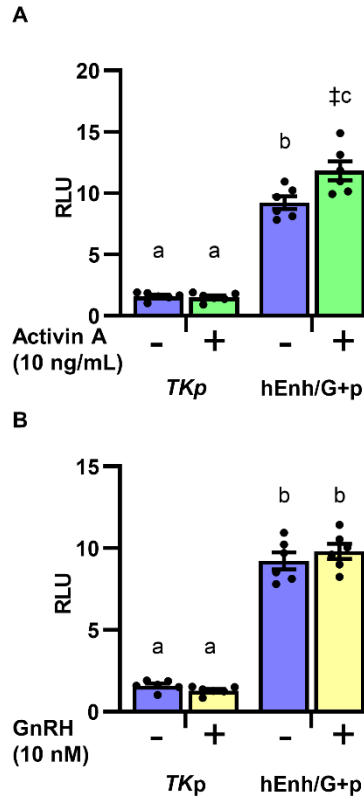 A
‡c
b
a a
RLU
15
10
5
0
Activin A
(10 ng/mL)
- + - +
TKp hEnh/G+p
B
b b
a a
RLU
15
10
5
0
GnRH
(10 nM)
- + - +
TKp hEnh/G+p